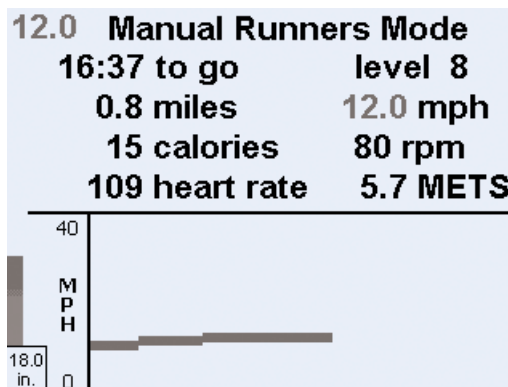 12.0 Manual Runners Mode
16:37 to go level 8
0.8 miles 12.0 mph
15 calories 80 rpm
109 heart rate 5.7 METS
40
MPH
18.0
in.
0